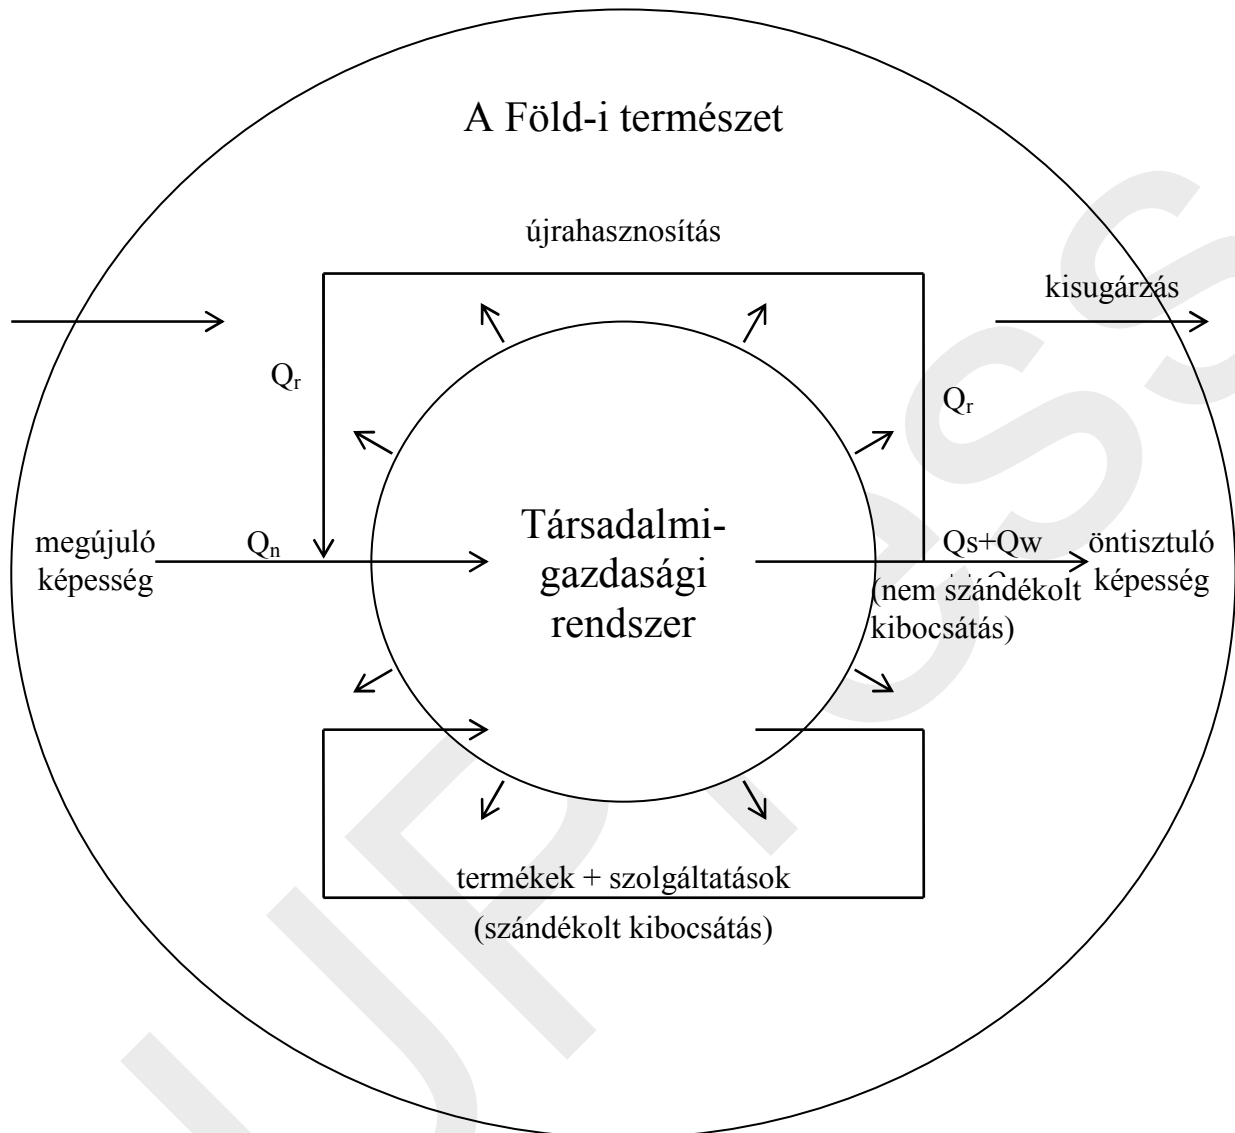 A Föld-i természet
újrahasznosítás
kisugárzás
Qr
Qr
Társadalmi-
gazdasági
rendszer
megújuló
képesség
Qn
Qs+Qw
(nem szándékolt
kibocsátás)
öntisztuló
képesség
termékek + szolgáltatások
(szándékolt kibocsátás)